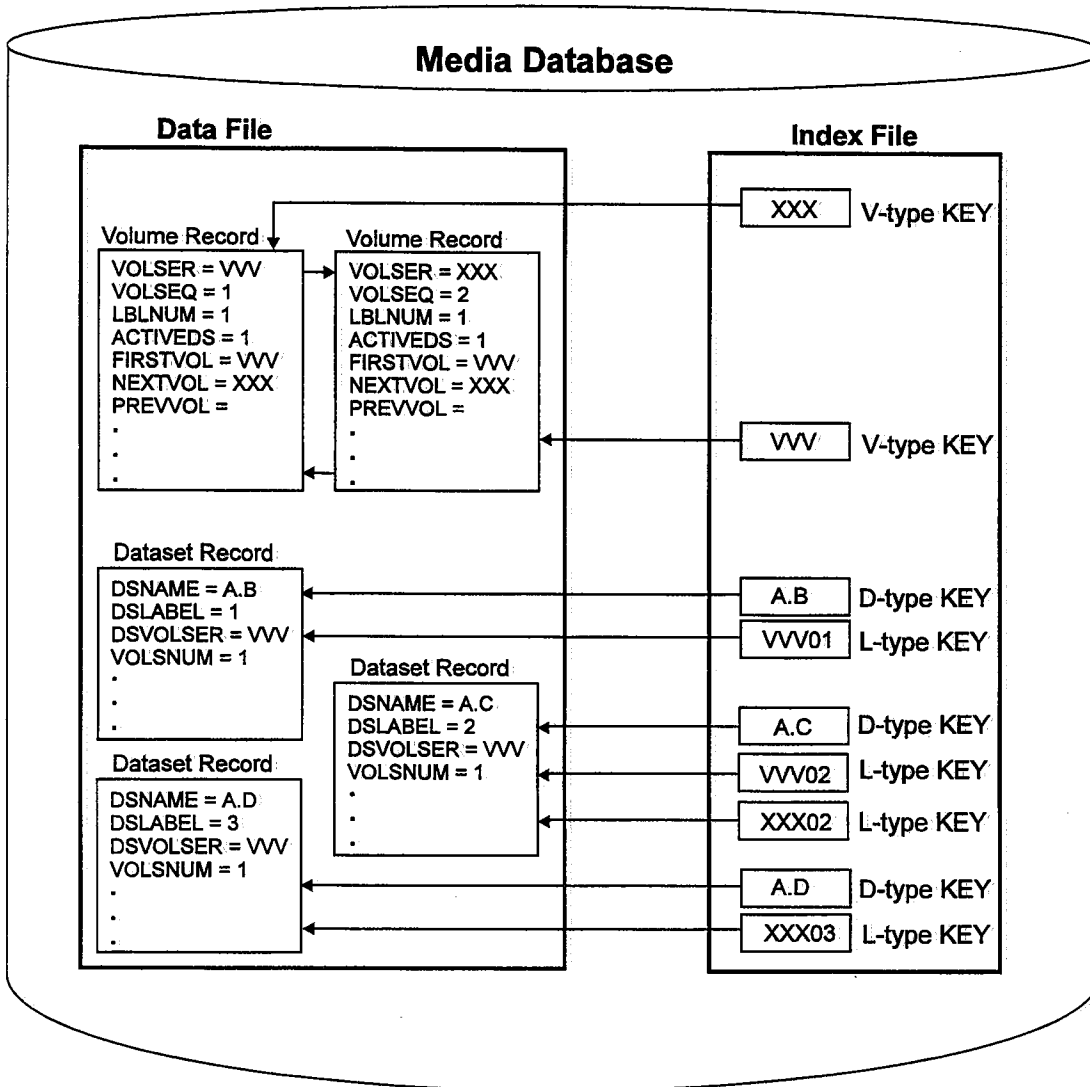 Media Database
Data File
Index File
XXX
V-type KEY
Volume Record
VOLSER = VVV
VOLSEQ = 1
LBLNUM = 1
ACTIVEDS = 1
FIRSTVOL = VVV
NEXTVOL = XXX
PREVVOL =
.
.
.
Volume Record
VOLSER = XXX
VOLSEQ = 2
LBLNUM = 1
ACTIVEDS = 1
FIRSTVOL = VVV
NEXTVOL = XXX
PREVVOL =
.
.
.
VVV
V-type KEY
Dataset Record
DSNAME = A.B
DSLABEL = 1
DSVOLSER = VVV
VOLSNUM = 1
.
.
.
A.B
D-type KEY
VVV01
L-type KEY
Dataset Record
DSNAME = A.C
DSLABEL = 2
DSVOLSER = VVV
VOLSNUM = 1
.
.
.
A.C
D-type KEY
VVV02
L-type KEY
XXX02
L-type KEY
Dataset Record
DSNAME = A.D
DSLABEL = 3
DSVOLSER = VVV
VOLSNUM = 1
.
.
.
A.D
D-type KEY
XXX03
L-type KEY